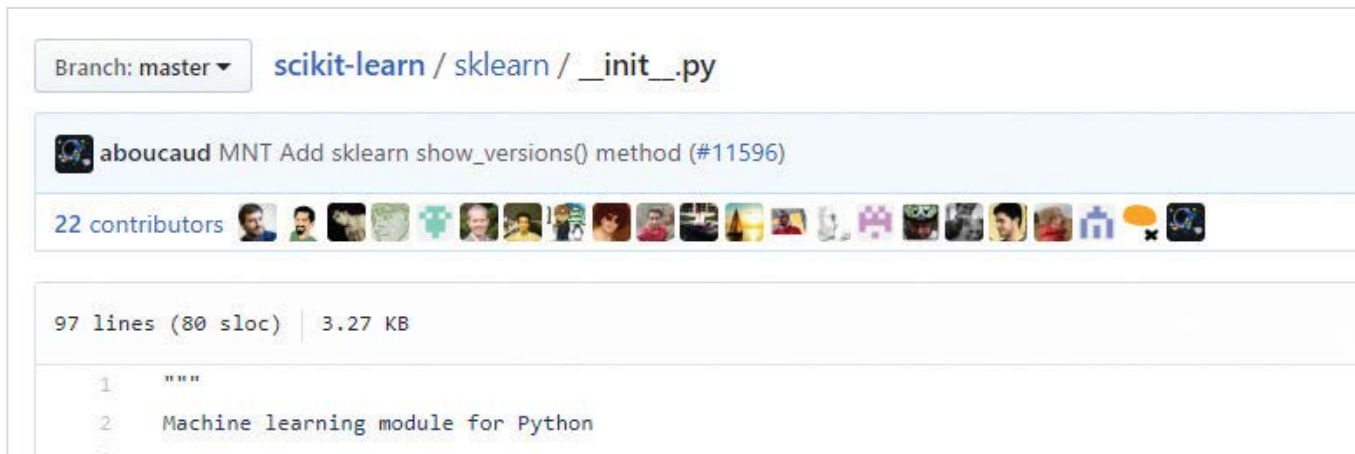 Branch: master scikit-learn / sklearn / __init__.py
aboucaud MNT Add sklearn show_versions() method (#11596)
22 contributors
97 lines (80 sloc) 3.27 KB
1 """
2 Machine learning module for Python